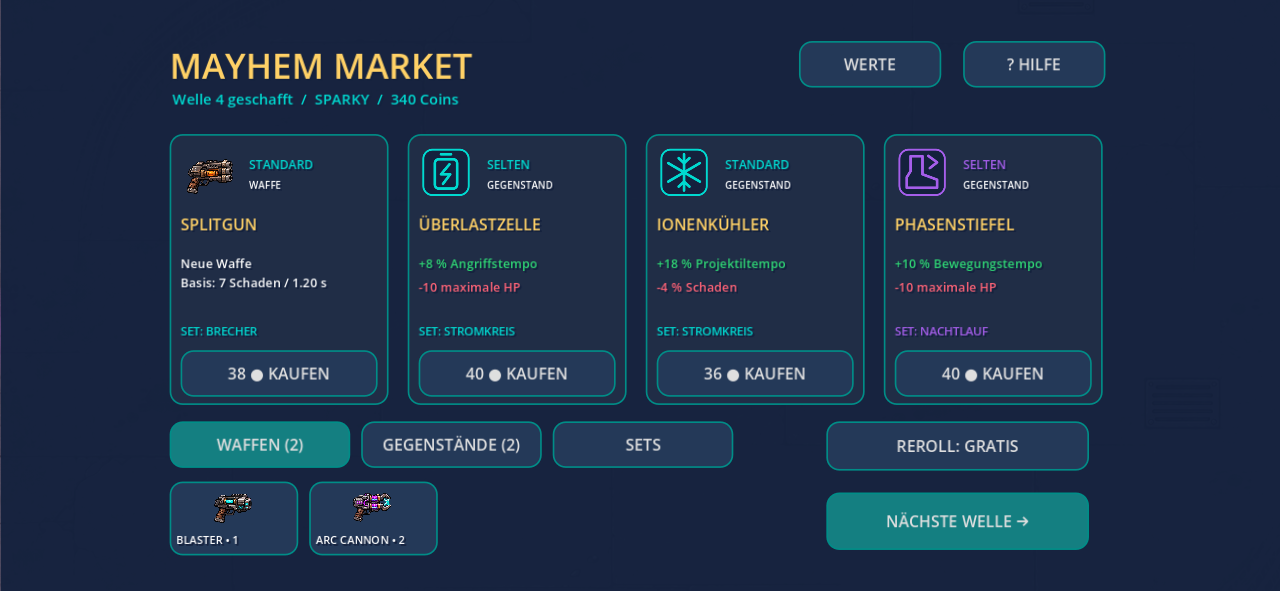 MAYHEM MARKET
Welle 4 geschafft / SPARKY / 340 Coins
WERTE
? HILFE
STANDARD
WAFFE
SPLITGUN
Neue Waffe
Basis: 7 Schaden / 1.20 s
SET: BRECHER
38 ● KAUFEN
SELTEN
GEGENSTAND
ÜBERLASTZELLE
+8 % Angriffstempo
-10 maximale HP
SET: STROMKREIS
40 ● KAUFEN
STANDARD
GEGENSTAND
IONENKÜHLER
+18 % Projektiltempo
-4 % Schaden
SET: STROMKREIS
36 ● KAUFEN
SELTEN
GEGENSTAND
PHASENSTIEFEL
+10 % Bewegungstempo
-10 maximale HP
SET: NACHTLAUF
40 ● KAUFEN
WAFFEN (2)
GEGENSTÄNDE (2)
SETS
REROLL: GRATIS
BLASTER • 1
ARC CANNON • 2
NÄCHSTE WELLE →